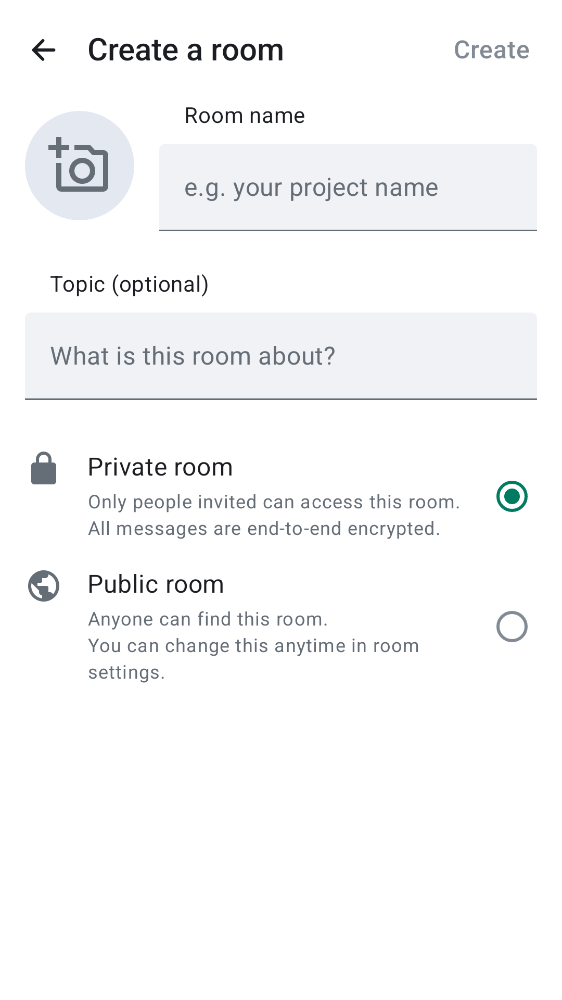 Create a room
Create
Room name
e.g. your project name
Topic (optional)
What is this room about?
Private room
Only people invited can access this room.
All messages are end-to-end encrypted.
Public room
Anyone can find this room.
You can change this anytime in room
settings.